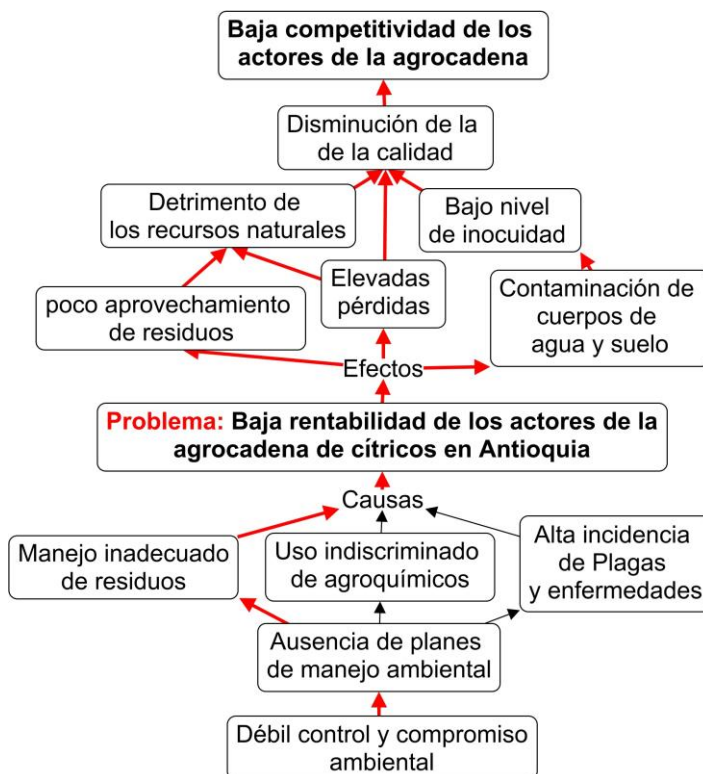 Baja competitividad de los
actores de la agrocadena
Disminución de la
de la calidad
Detrimento de
los recursos naturales
Bajo nivel
de inocuidad
poco aprovechamiento
de residuos
Elevadas
pérdidas
Contaminación de
cuerpos de
agua y suelo
Efectos
Problema: Baja rentabilidad de los actores de la
agrocadena de cítricos en Antioquia
Causas
Manejo inadecuado
de residuos
Uso indiscriminado
de agroquímicos
Alta incidencia
de Plagas
y enfermedades
Ausencia de planes
de manejo ambiental
Débil control y compromiso
ambiental